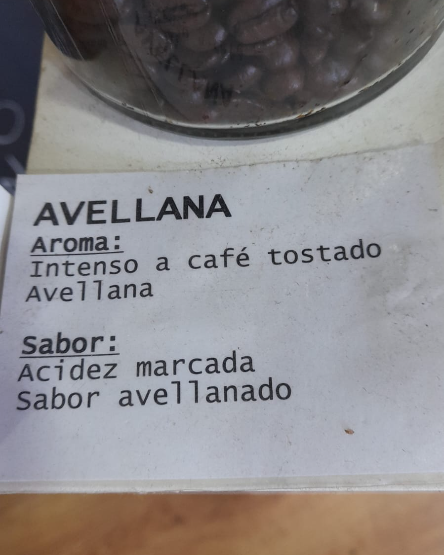 AVELLANA
Aroma:
Intenso a café tostado
Avellana
Sabor:
Acidez marcada
Sabor avellanado